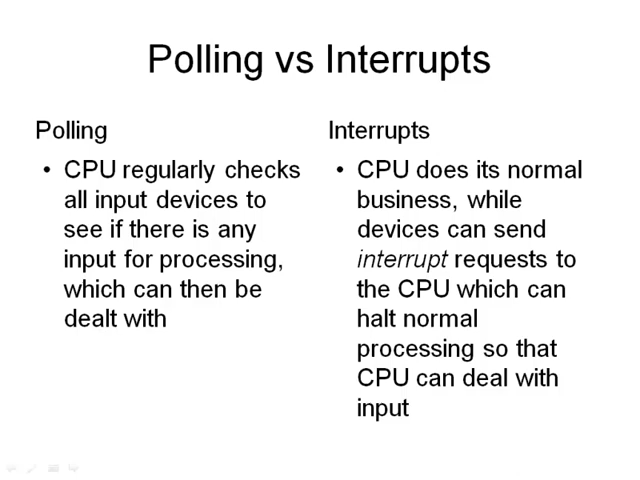 Polling vs Interrupts
Polling
• CPU regularly checks
all input devices to
see if there is any
input for processing,
which can then be
dealt with
Interrupts
• CPU does its normal
business, while
devices can send
interrupt requests to
the CPU which can
halt normal
processing so that
CPU can deal with
input